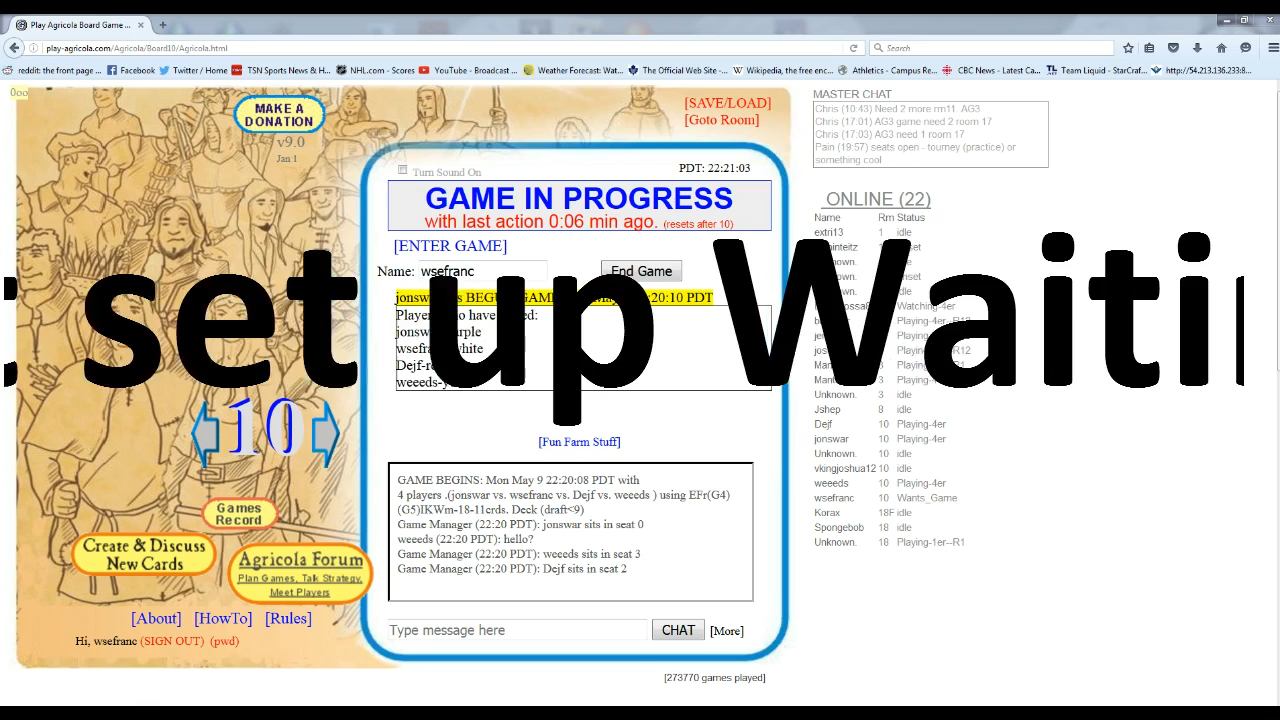 Play Agricola Board Game ...
play-agricola.com/Agricola/Board10/Agricola.html
Search
reddit: the front page ... Facebook Twitter / Home TSN Sports News & H... NHL.com - Scores YouTube - Broadcast ... Weather Forecast: Wat... The Official Web Site -... Wikipedia, the free enc... Athletics - Campus Re... CBC News - Latest Ca... Team Liquid - StarCraf... http://54.213.136.233:8...
0oo
MAKE A
DONATION
v9.0
Jan 1
[SAVE/LOAD]
[Goto Room]
Turn Sound On
PDT: 22:21:03
GAME IN PROGRESS
with last action 0:06 min ago. (resets after 10)
[ENTER GAME]
Name: wsefranc
End Game
set up Waiti
10
[Fun Farm Stuff]
GAME BEGINS: Mon May 9 22:20:08 PDT with
4 players .(jonswar vs. wsefranc vs. Dejf vs. weeeds ) using EFr(G4)
(G5)IKWm-18-11crds. Deck (draft<9)
Game Manager (22:20 PDT): jonswar sits in seat 0
weeeds (22:20 PDT): hello?
Game Manager (22:20 PDT): weeeds sits in seat 3
Game Manager (22:20 PDT): Dejf sits in seat 2
Type message here
CHAT
[More]
Games
Record
Create & Discuss
New Cards
Agricola Forum
Plan Games, Talk Strategy,
Meet Players
[About] [HowTo] [Rules]
Hi, wsefranc (SIGN OUT) (pwd)
[273770 games played]
MASTER CHAT
Chris (10:43) Need 2 more rm11 AG3
Chris (17:01) AG3 game need 2 room 17
Chris (17:03) AG3 need 1 room 17
Pain (19:57) seats open - tourney (practice) or
something cool
ONLINE (22)
Name Rm Status
extri13 1 idle
Watching-4er
Playing-4er
Unknown. 3 idle
Jshep 8 idle
Dejf 10 Playing-4er
jonswar 10 Playing-4er
Unknown. 10 idle
vkingjoshua12 10 idle
weeeds 10 Playing-4er
wsefranc 10 Wants_Game
Korax 18F idle
Spongebob 18 idle
Unknown. 18 Playing-1er--R1